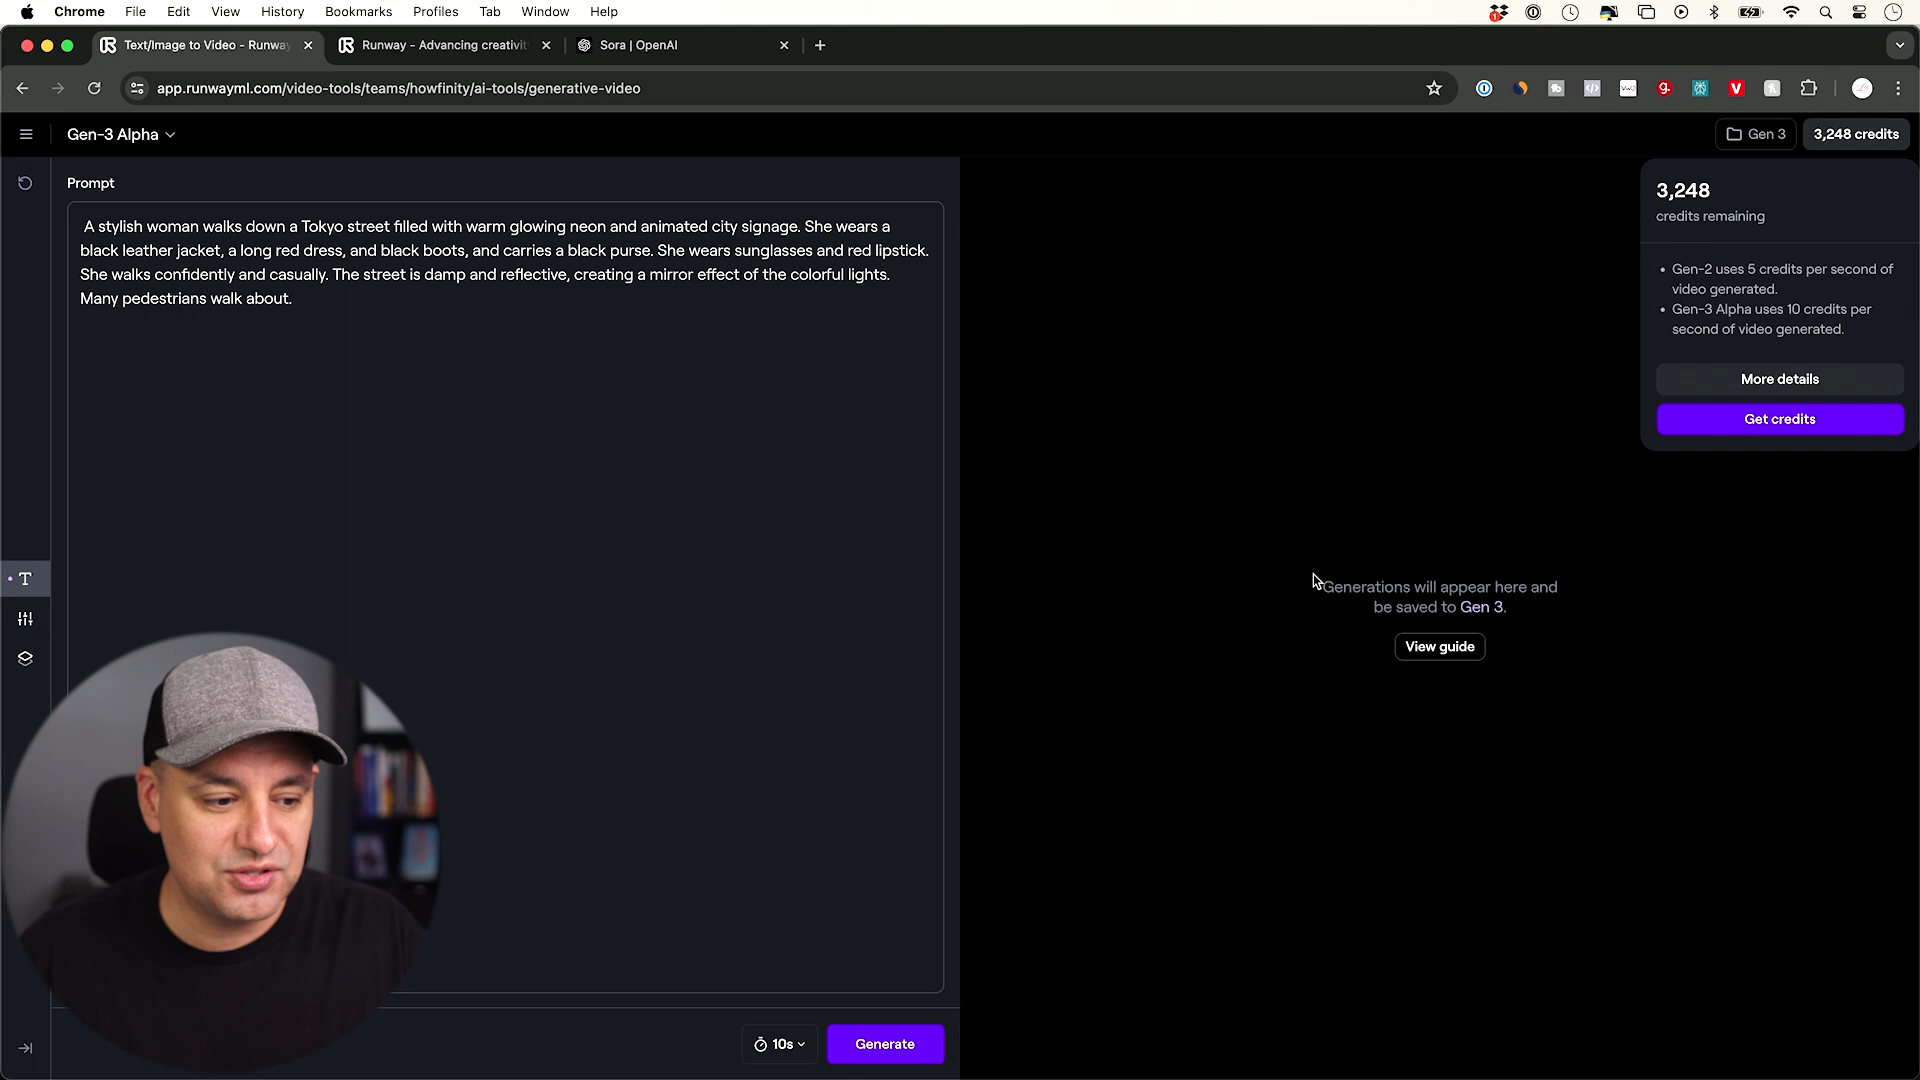 Chrome File Edit View History Bookmarks Profiles Tab Window Help
Text/Image to Video - Runway
Runway - Advancing creativit
Sora | OpenAI
app.runwayml.com/video-tools/teams/howfinity/ai-tools/generative-video
Gen-3 Alpha
Gen 3
3,248 credits
Prompt
A stylish woman walks down a Tokyo street filled with warm glowing neon and animated city signage. She wears a
black leather jacket, a long red dress, and black boots, and carries a black purse. She wears sunglasses and red lipstick.
She walks confidently and casually. The street is damp and reflective, creating a mirror effect of the colorful lights.
Many pedestrians walk about.
3,248
credits remaining
• Gen-2 uses 5 credits per second of
video generated.
• Gen-3 Alpha uses 10 credits per
second of video generated.
More details
Get credits
Generations will appear here and
be saved to Gen 3.
View guide
10s
Generate